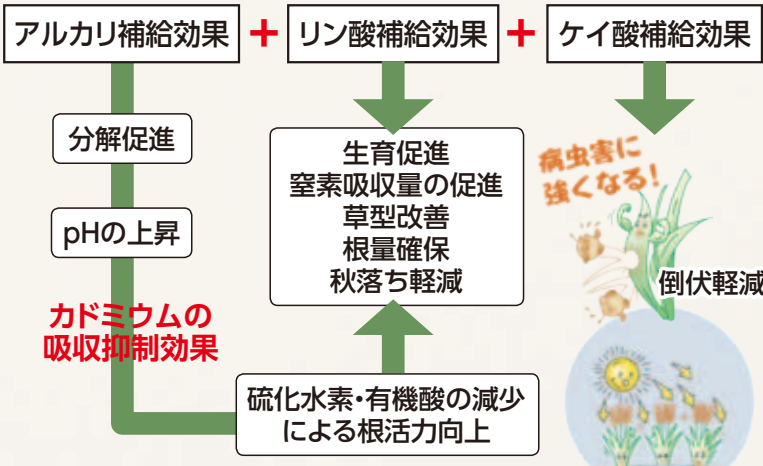 アルカリ補給効果 + リン酸補給効果 + ケイ酸補給効果
分解促進
pHの上昇
カドミウムの
吸収抑制効果
生育促進
窒素吸収量の促進
草型改善
根量確保
秋落ち軽減
硫化水素・有機酸の減少
による根活力向上
病虫害に
強くなる!
倒伏軽減